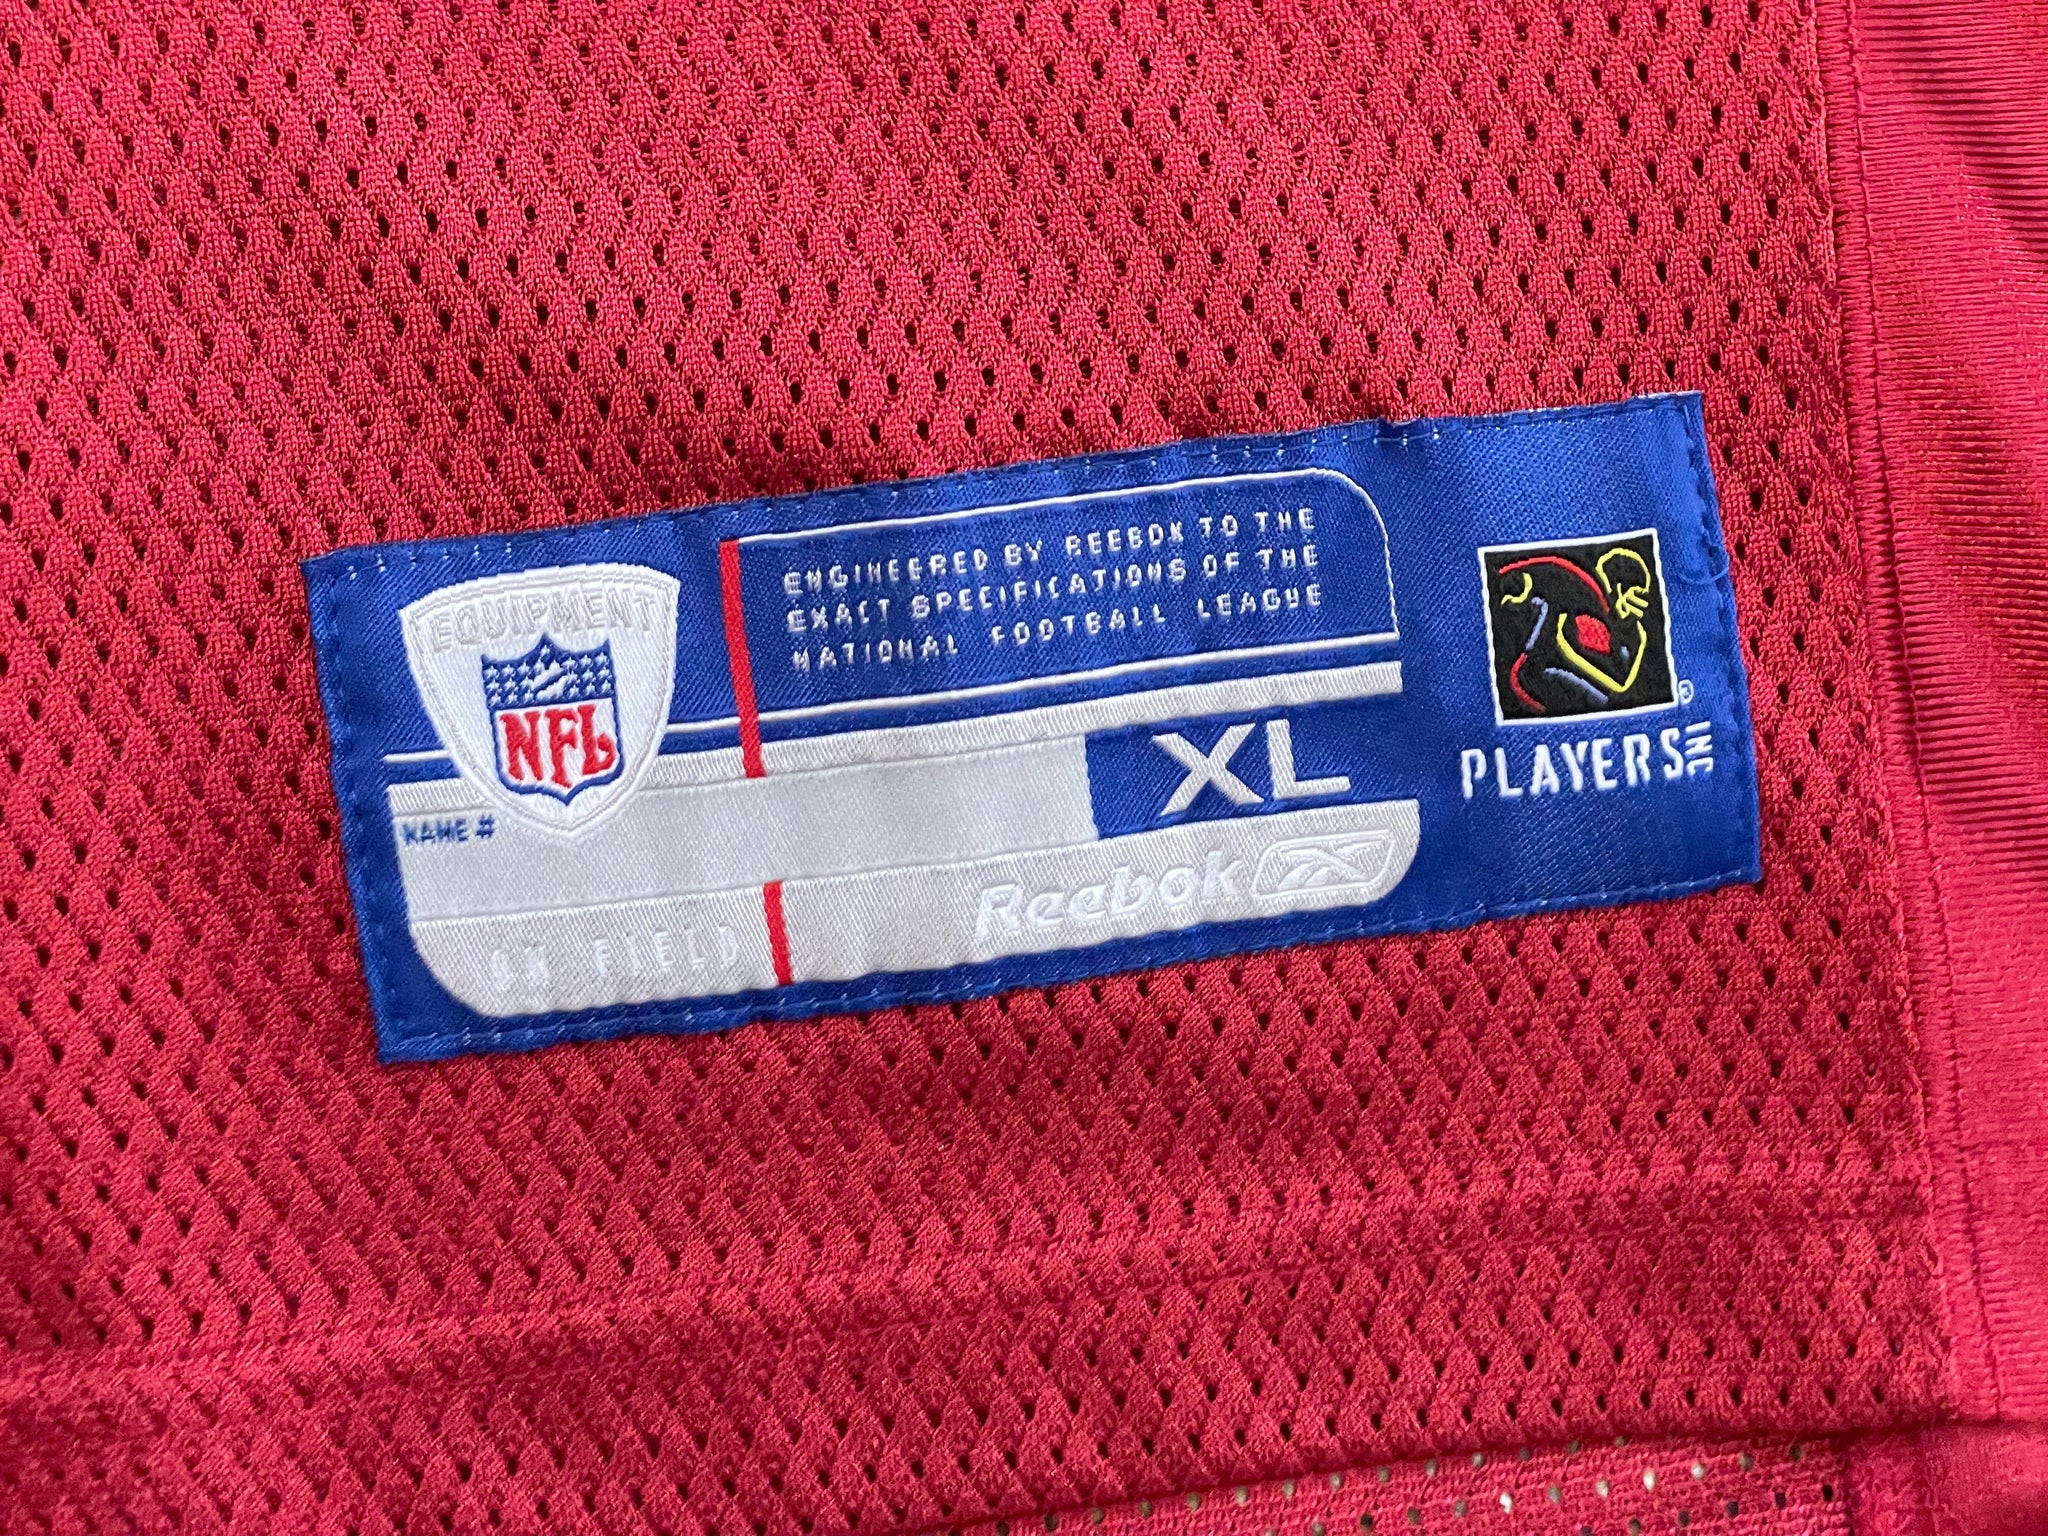 EQUIPMENT
NFL
ENGINEERED BY REEBOK TO THE
EXACT SPECIFICATIONS OF THE
NATIONAL FOOTBALL LEAGUE
NAME #
XL
ON FIELD
Reebok
®
PLAYERS INC